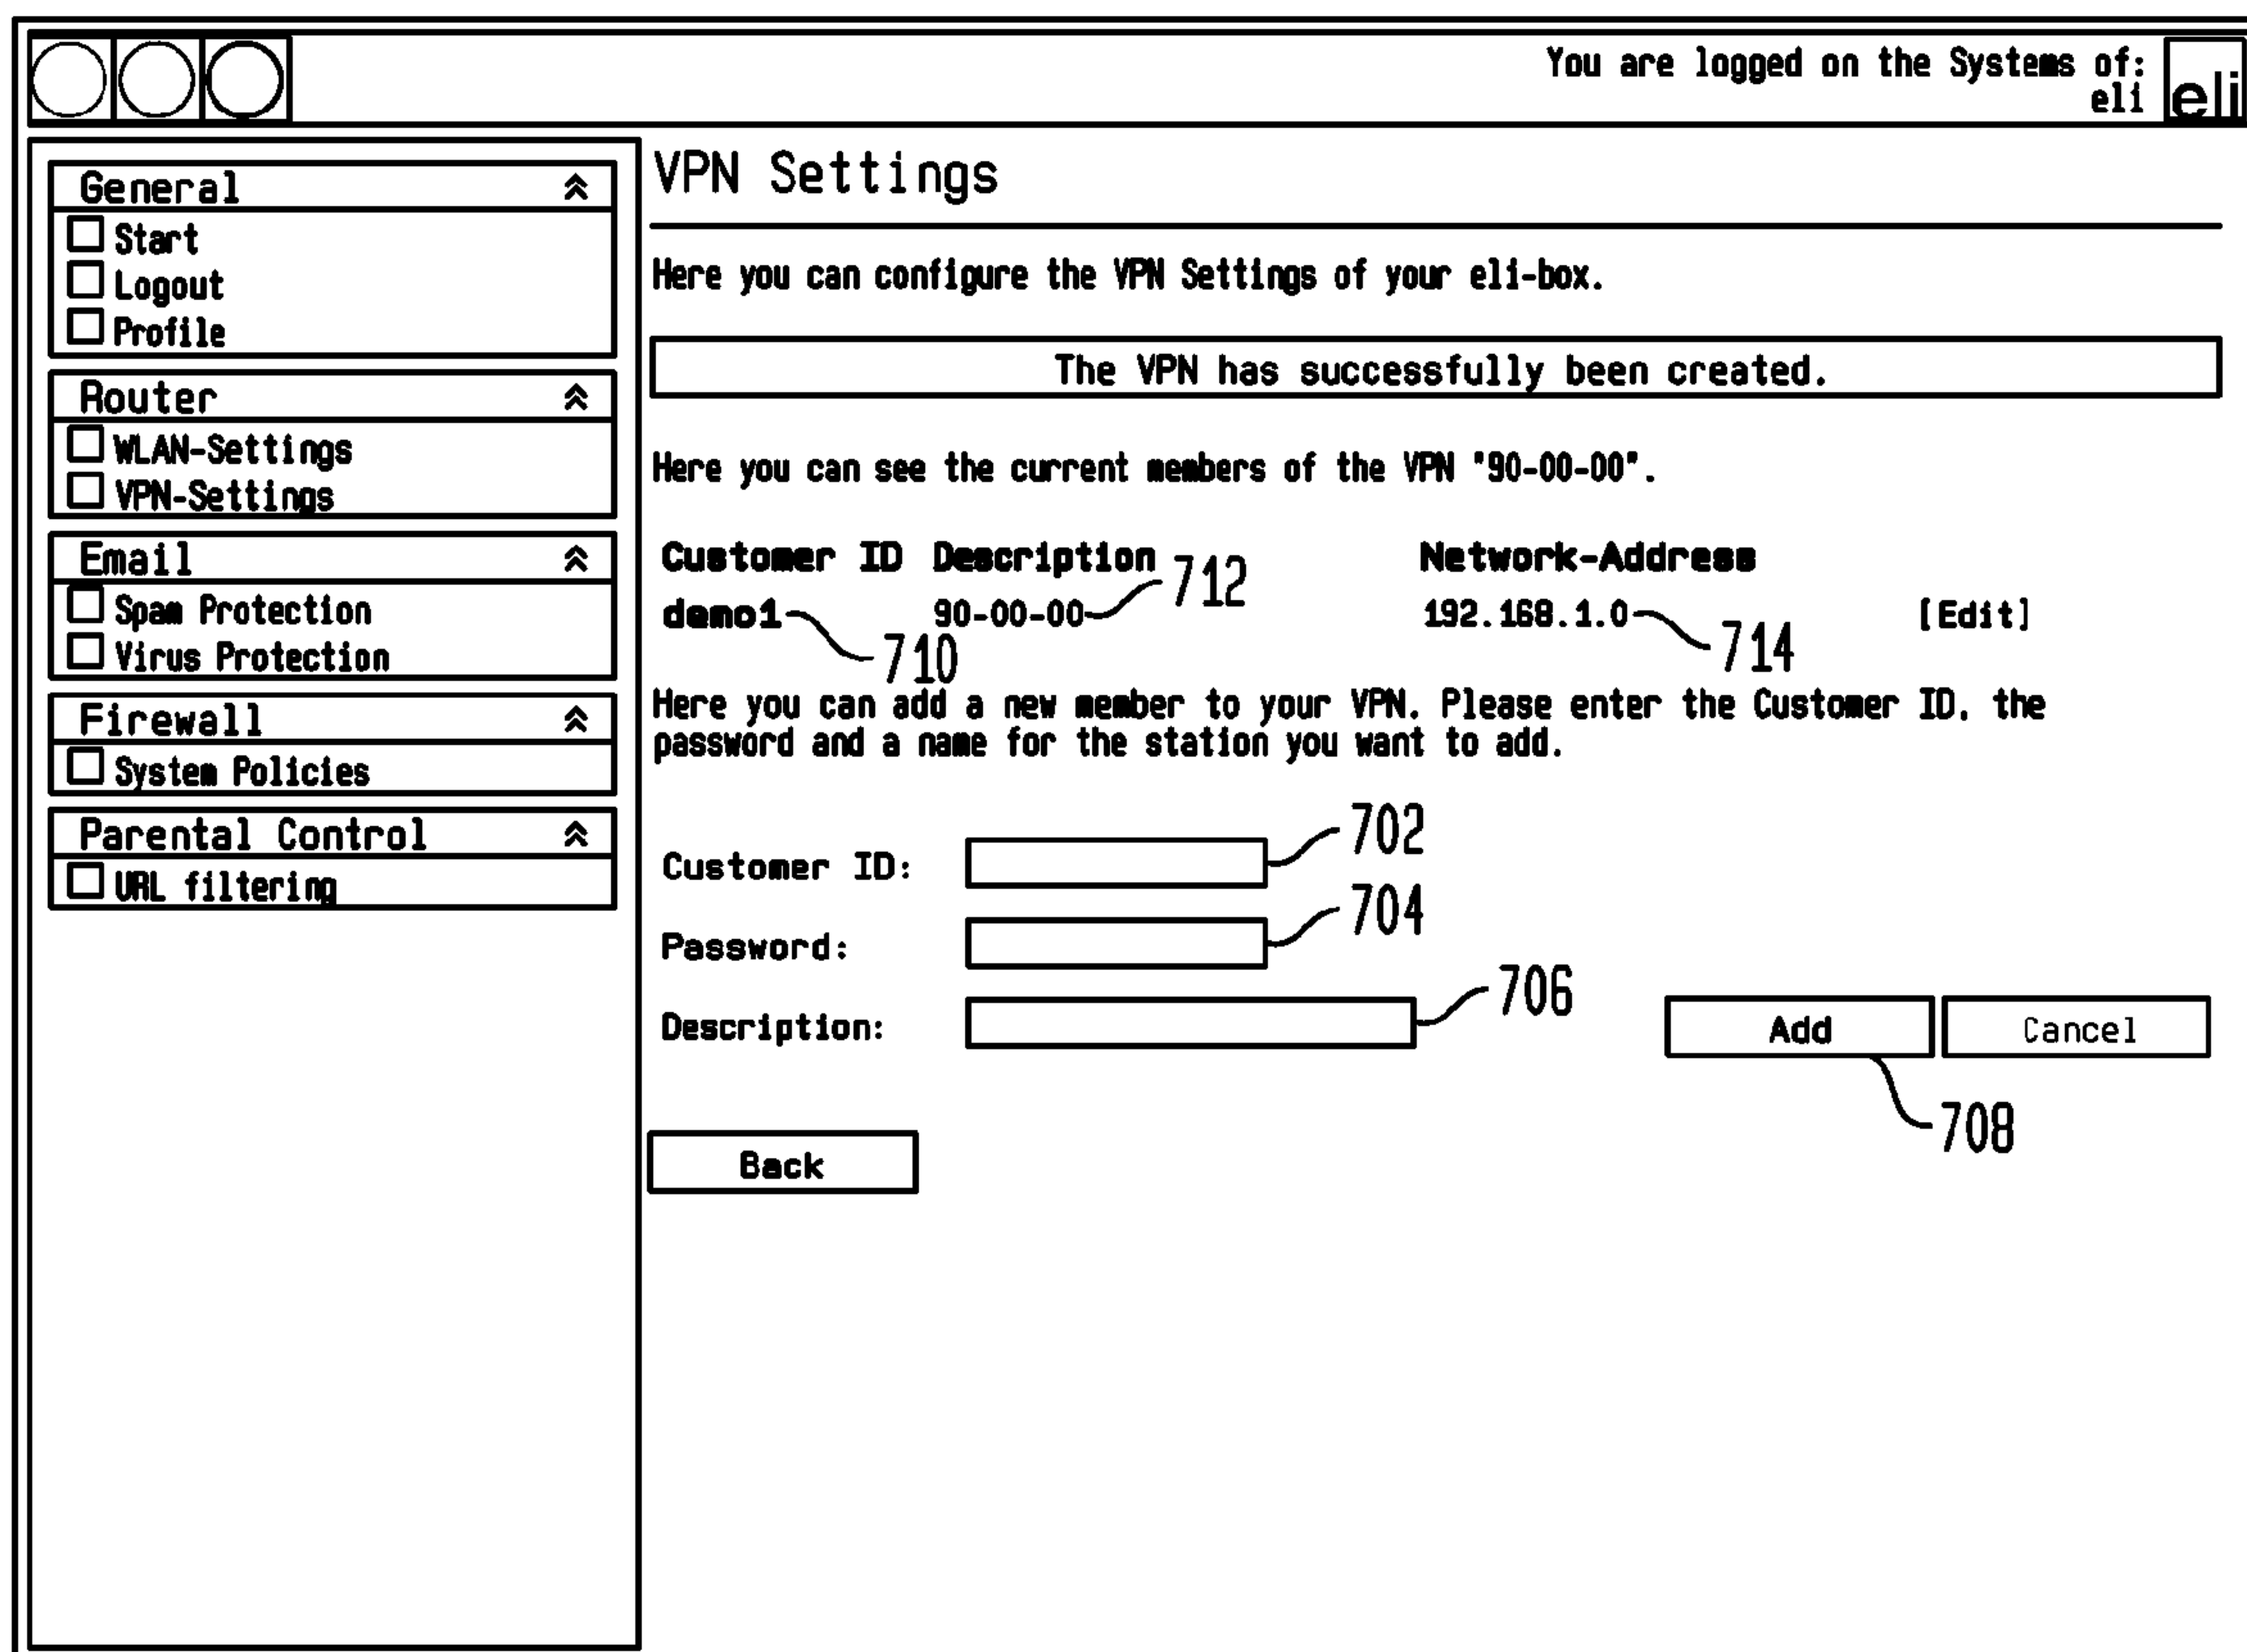 You are logged on the Systems of:
eli
eli
General
Start
Logout
Profile
Router
WLAN-Settings
VPN-Settings
Email
Spam Protection
Virus Protection
Firewall
System Policies
Parental Control
URL filtering
VPN Settings
Here you can configure the VPN Settings of your eli-box.
The VPN has successfully been created.
Here you can see the current members of the VPN "90-00-00".
Customer ID Description Network-Address
712
demo1 90-00-00 192.168.1.0 [Edit]
710 714
Here you can add a new member to your VPN. Please enter the Customer ID, the
password and a name for the station you want to add.
702
Customer ID:
704
Password:
706
Description: Add Cancel
708
Back